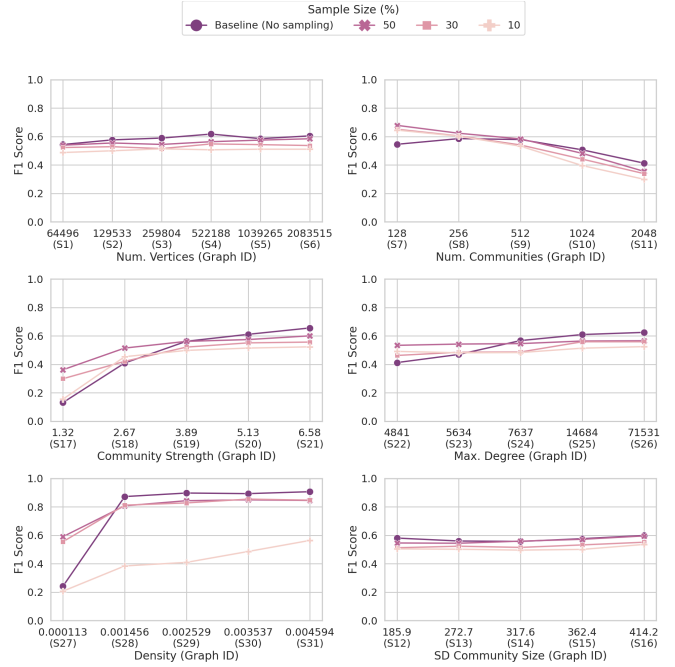 Sample Size (%)
Baseline (No sampling) 50 30 10
1.0
0.8
0.6
0.4
0.2
0.0
F1 Score
64496 129533 259804 522188 1039265 2083515
(S1) (S2) (S3) (S4) (S5) (S6)
Num. Vertices (Graph ID)
1.0
0.8
0.6
0.4
0.2
0.0
F1 Score
128 256 512 1024 2048
(S7) (S8) (S9) (S10) (S11)
Num. Communities (Graph ID)
1.0
0.8
0.6
0.4
0.2
0.0
F1 Score
1.32 2.67 3.89 5.13 6.58
(S17) (S18) (S19) (S20) (S21)
Community Strength (Graph ID)
1.0
0.8
0.6
0.4
0.2
0.0
F1 Score
4841 5634 7637 14684 71531
(S22) (S23) (S24) (S25) (S26)
Max. Degree (Graph ID)
1.0
0.8
0.6
0.4
0.2
0.0
F1 Score
0.000113 0.001456 0.002529 0.003537 0.004594
(S27) (S28) (S29) (S30) (S31)
Density (Graph ID)
1.0
0.8
0.6
0.4
0.2
0.0
F1 Score
185.9 272.7 317.6 362.4 414.2
(S12) (S13) (S14) (S15) (S16)
SD Community Size (Graph ID)